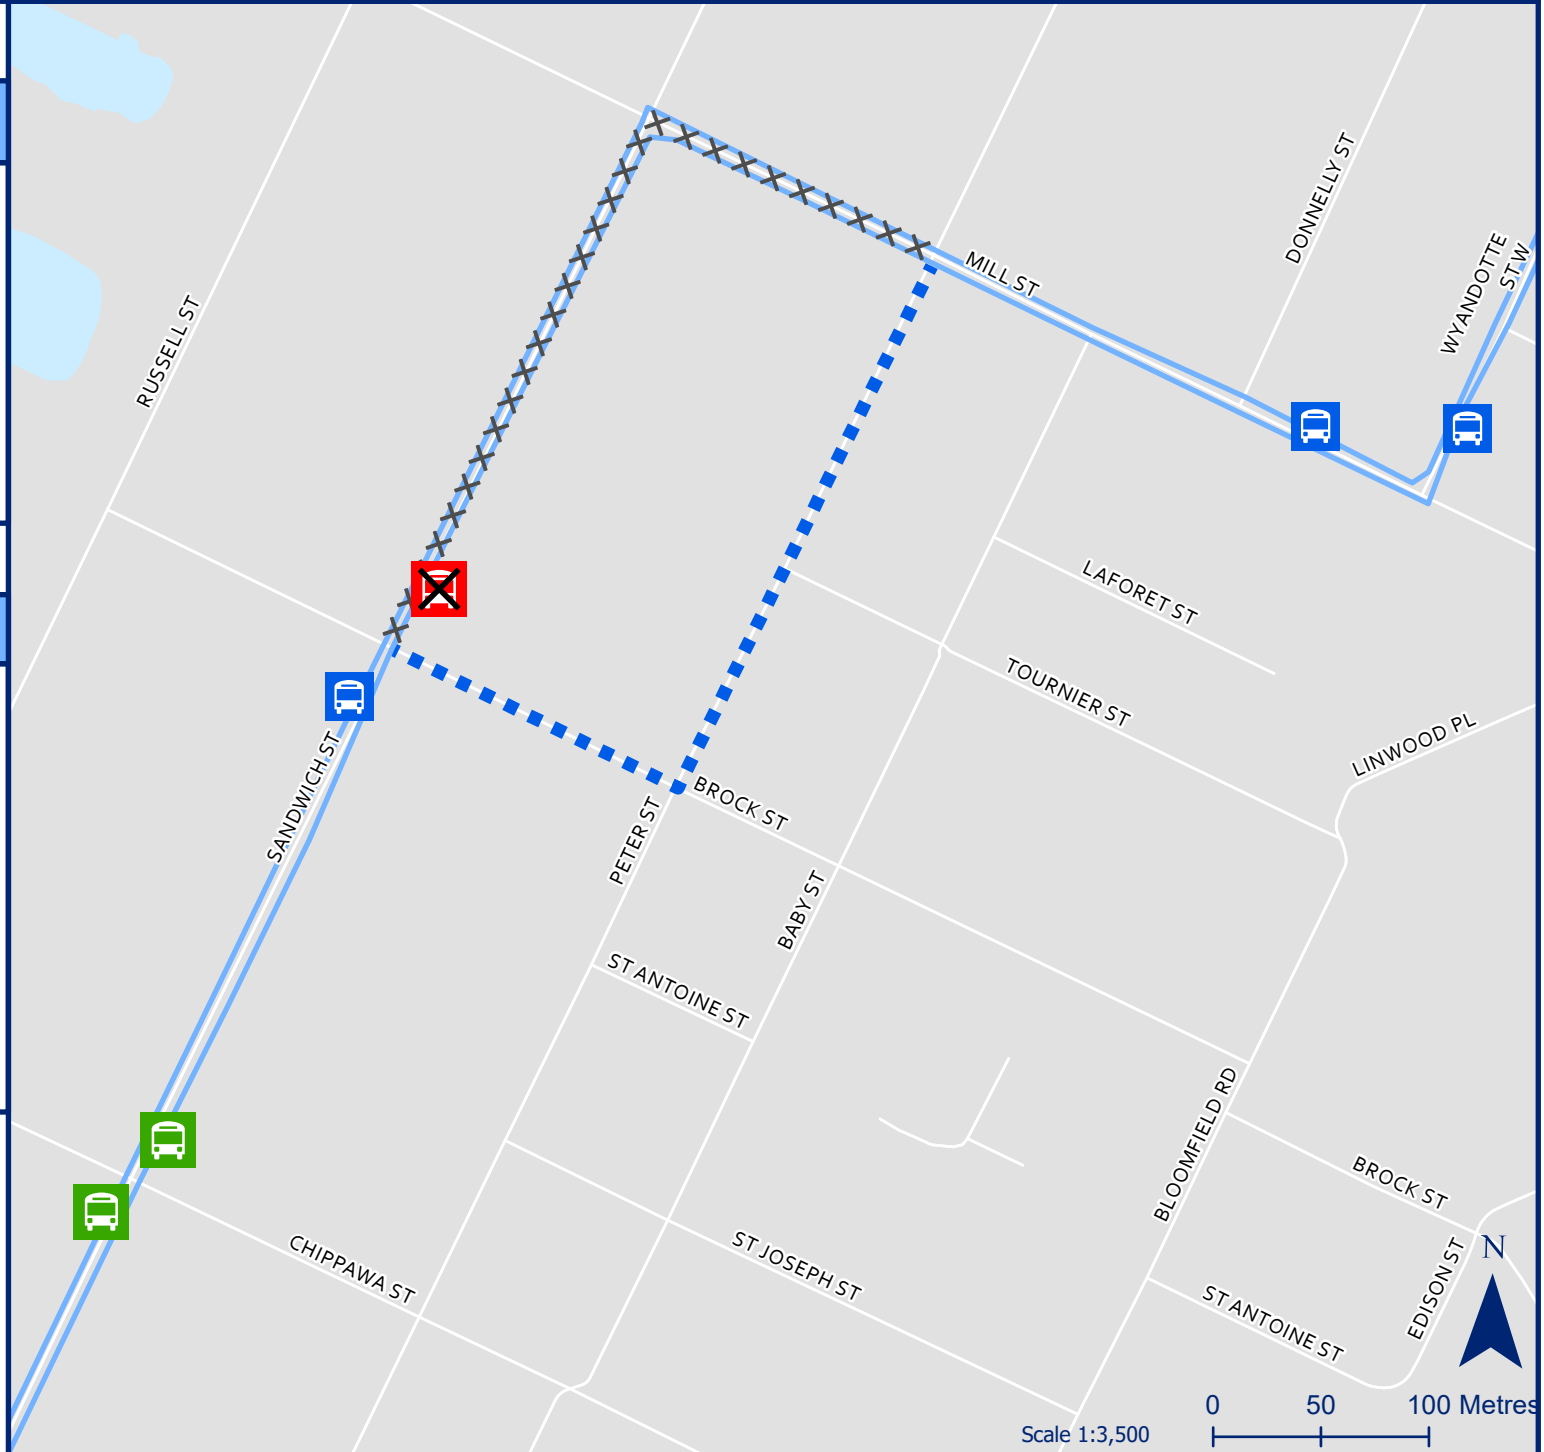 DONNELLY ST
WYANDOTTE
ST W
MILL ST
RUSSELL ST
LAFORET ST
TOURNIER ST
LINWOOD PL
SANDWICH ST
BROCK ST
PETER ST
BABY ST
ST ANTOINE ST
BLOOMFIELD RD
BROCK ST
CHIPPAWA ST
ST JOSEPH ST
EDISON ST
N
ST ANTOINE ST
0 50 100 Metres
Scale 1:3,500